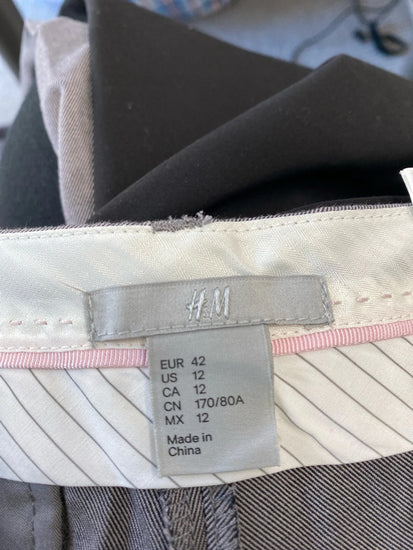 H&M
EUR 42
US 12
CA 12
CN 170/80A
MX 12
Made in
China